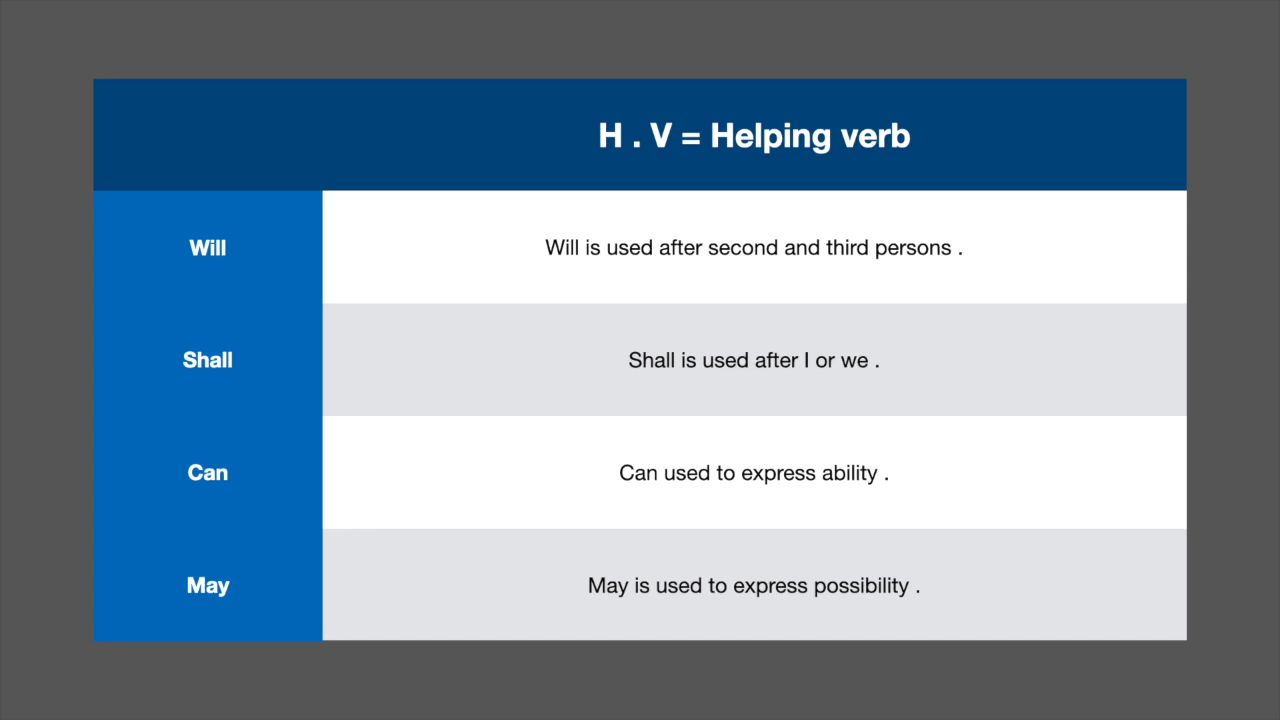 H . V = Helping verb
Will
Will is used after second and third persons .
Shall
Shall is used after I or we .
Can
Can used to express ability .
May
May is used to express possibility .